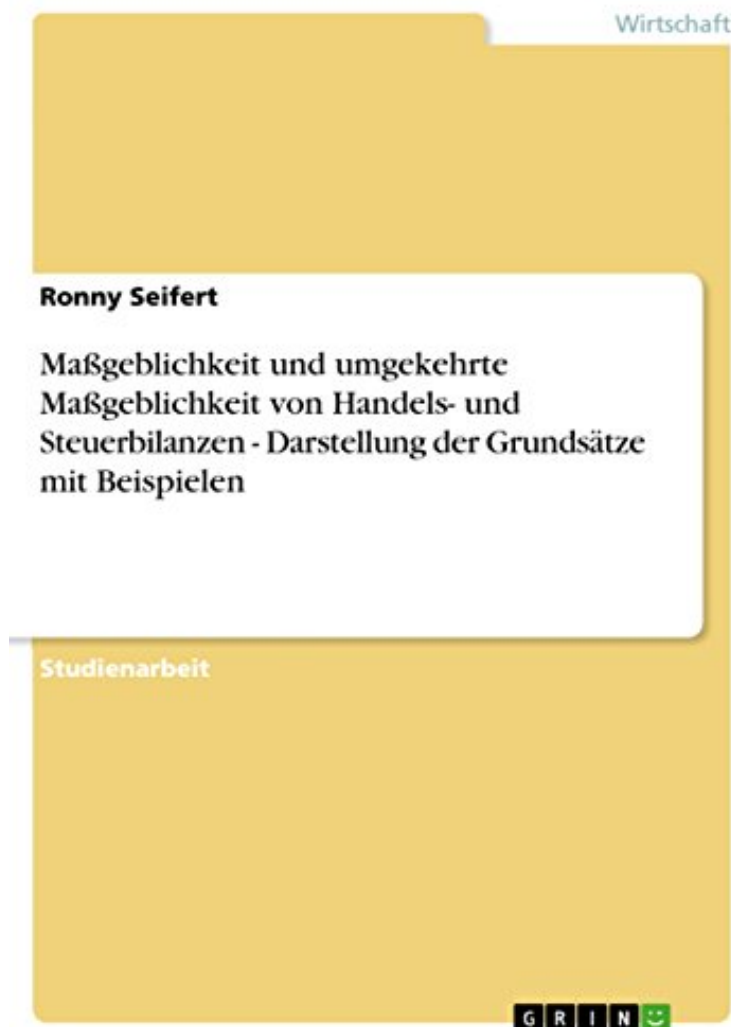 Wirtschaft
Ronny Seifert
Maßgeblichkeit und umgekehrte
Maßgeblichkeit von Handels- und
Steuerbilanzen - Darstellung der Grundsätze
mit Beispielen
Studienarbeit
GRIN